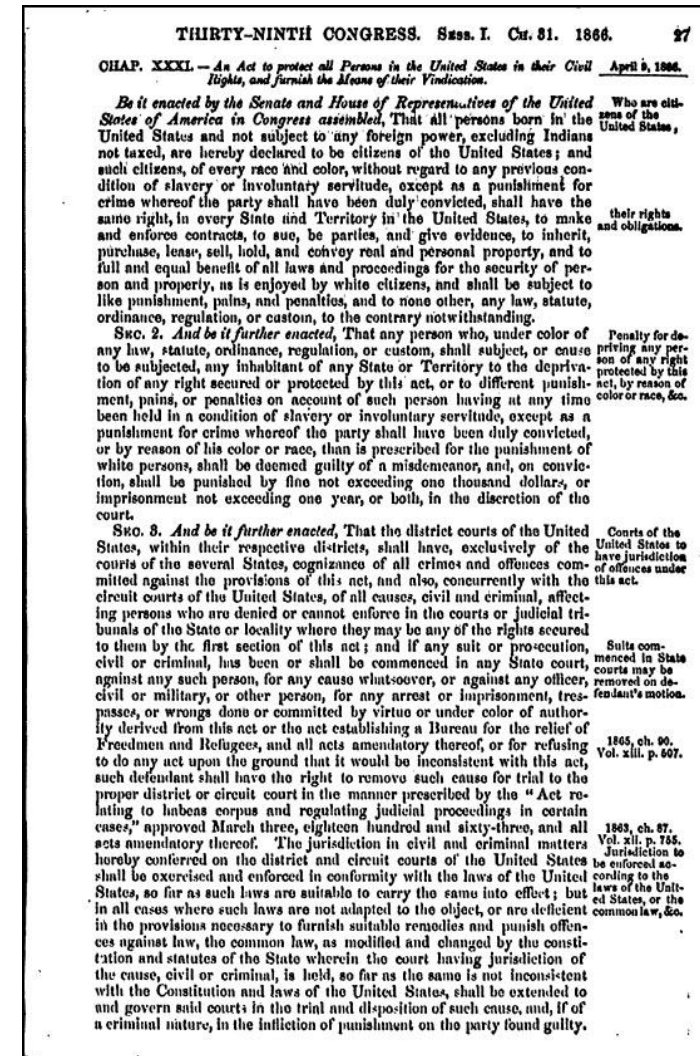 THIRTY-NINTH CONGRESS. Sess. I. Ch. 31. 1866.
27
CHAP. XXXI. — An Act to protect all Persons in the United States in their Civil
Rights, and furnish the Means of their Vindication.
April 9, 1866.
Be it enacted by the Senate and House of Representatives of the United
States of America in Congress assembled, That all persons born in the
United States and not subject to any foreign power, excluding Indians
not taxed, are hereby declared to be citizens of the United States; and
such citizens, of every race and color, without regard to any previous con-
dition of slavery or involuntary servitude, except as a punishment for
crime whereof the party shall have been duly convicted, shall have the
same right, in every State and Territory in the United States, to make
and enforce contracts, to sue, be parties, and give evidence, to inherit,
purchase, lease, sell, hold, and convey real and personal property, and to
full and equal benefit of all laws and proceedings for the security of per-
son and property, as is enjoyed by white citizens, and shall be subject to
like punishment, pains, and penalties, and to none other, any law, statute,
ordinance, regulation, or custom, to the contrary notwithstanding.
Who are citi-
zens of the
United States,
their rights
and obligations.
Sec. 2. And be it further enacted, That any person who, under color of
any law, statute, ordinance, regulation, or custom, shall subject, or cause
to be subjected, any inhabitant of any State or Territory to the depriva-
tion of any right secured or protected by this act, or to different punish-
ment, pains, or penalties on account of such person having at any time
been held in a condition of slavery or involuntary servitude, except as a
punishment for crime whereof the party shall have been duly convicted,
or by reason of his color or race, than is prescribed for the punishment of
white persons, shall be deemed guilty of a misdemeanor, and, on convic-
tion, shall be punished by fine not exceeding one thousand dollars, or
imprisonment not exceeding one year, or both, in the discretion of the
court.
Penalty for de-
priving any per-
son of any right
protected by this
act, by reason of
color or race, &c.
Sec. 3. And be it further enacted, That the district courts of the United
States, within their respective districts, shall have, exclusively of the
courts of the several States, cognizance of all crimes and offences com-
mitted against the provisions of this act, and also, concurrently with the
circuit courts of the United States, of all causes, civil and criminal, affect-
ing persons who are denied or cannot enforce in the courts or judicial tri-
bunals of the State or locality where they may be any of the rights secured
to them by the first section of this act; and if any suit or prosecution,
civil or criminal, has been or shall be commenced in any State court,
against any such person, for any cause whatsoever, or against any officer,
civil or military, or other person, for any arrest or imprisonment, tres-
passes, or wrongs done or committed by virtue or under color of author-
ity derived from this act or the act establishing a Bureau for the relief of
Freedmen and Refugees, and all acts amendatory thereof, or for refusing
to do any act upon the ground that it would be inconsistent with this act,
such defendant shall have the right to remove such cause for trial to the
proper district or circuit court in the manner prescribed by the "Act re-
lating to habeas corpus and regulating judicial proceedings in certain
cases," approved March three, eighteen hundred and sixty-three, and all
acts amendatory thereof. The jurisdiction in civil and criminal matters
hereby conferred on the district and circuit courts of the United States
shall be exercised and enforced in conformity with the laws of the United
States, so far as such laws are suitable to carry the same into effect; but
in all cases where such laws are not adapted to the object, or are deficient
in the provisions necessary to furnish suitable remedies and punish offen-
ces against law, the common law, as modified and changed by the consti-
tution and statutes of the State wherein the court having jurisdiction of
the cause, civil or criminal, is held, so far as the same is not inconsistent
with the Constitution and laws of the United States, shall be extended to
and govern said courts in the trial and disposition of such cause, and, if of
a criminal nature, in the infliction of punishment on the party found guilty.
Courts of the
United States to
have jurisdiction
of offences under
this act.
Suits com-
menced in State
courts may be
removed on de-
fendant's motion.
1865, ch. 90.
Vol. xiii. p. 507.
1863, ch. 81.
Vol. xii. p. 755.
Jurisdiction to
be enforced ac-
cording to the
laws of the Unit-
ed States, or the
common law, &c.